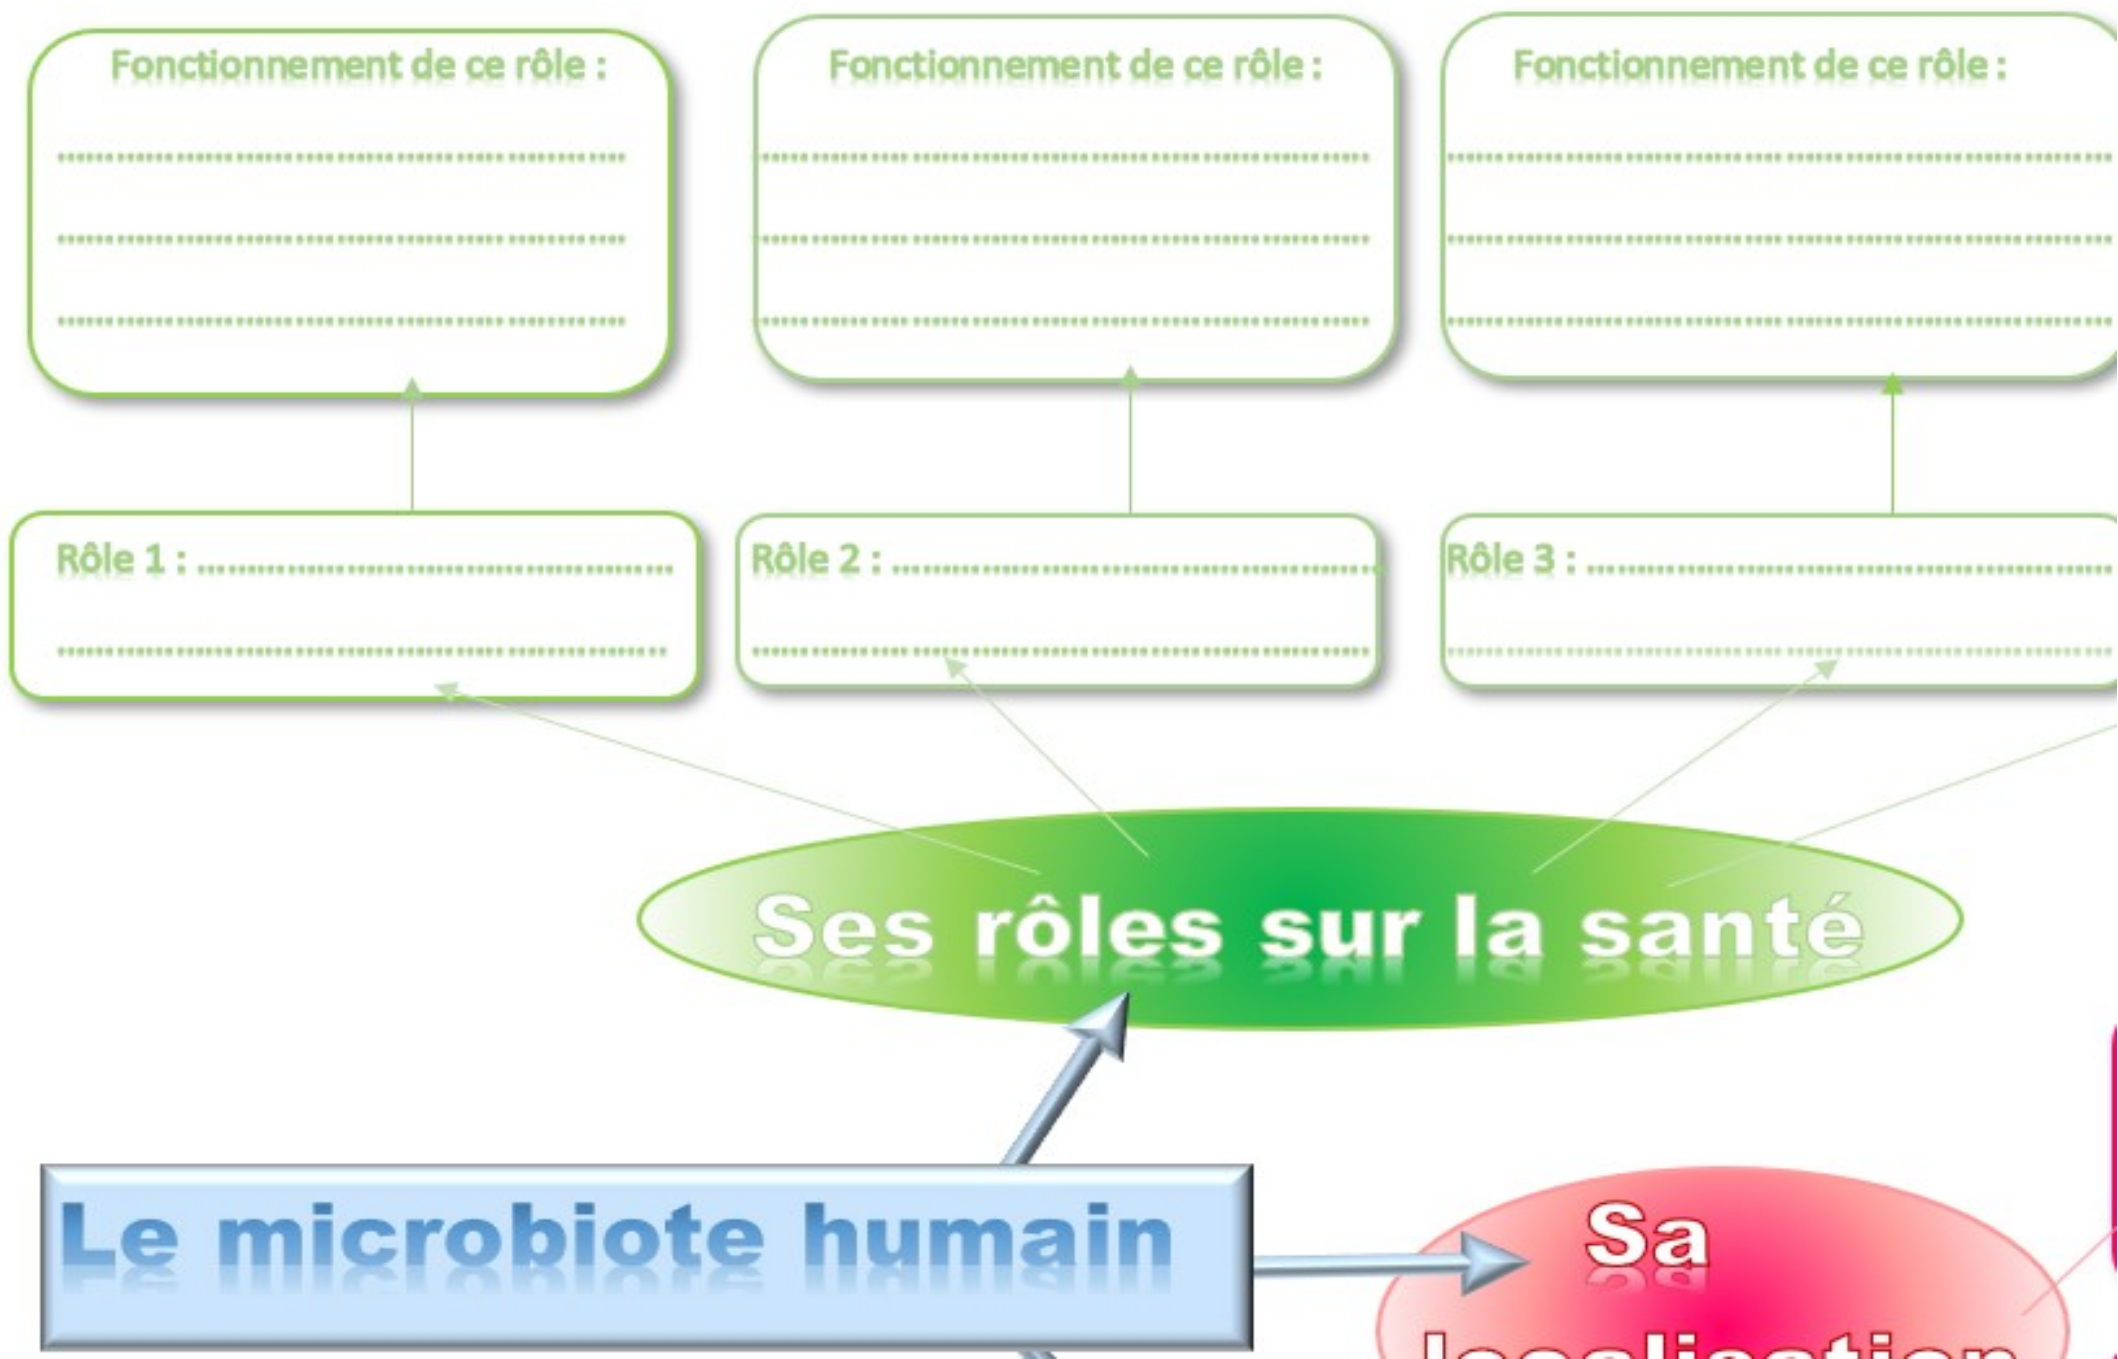 Fonctionnement de ce rôle :
Fonctionnement de ce rôle :
Fonctionnement de ce rôle :
Rôle 1 : ................................................
Rôle 2 : ................................................
Rôle 3 : ................................................
Ses rôles sur la santé
Le microbiote humain
Sa
localisation